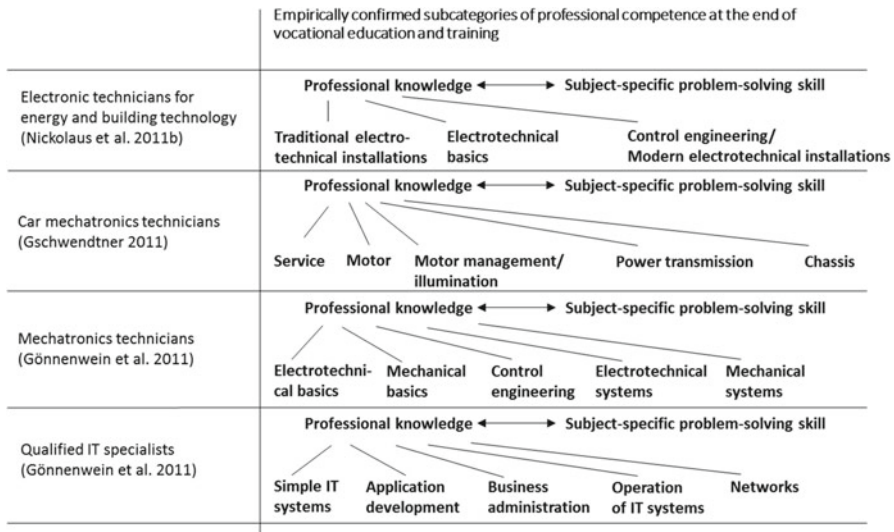 Empirically confirmed subcategories of professional competence at the end of
vocational education and training
Electronic technicians for
energy and building technology
(Nickolaus et al. 2011b)
Professional knowledge
Subject-specific problem-solving skill
Traditional electro-
technical installations
Electrotechnical
basics
Control engineering/
Modern electrotechnical installations
Car mechatronics technicians
(Gschwendtner 2011)
Professional knowledge
Subject-specific problem-solving skill
Service
Motor
Motor management/
illumination
Power transmission
Chassis
Mechatronics technicians
(Gönnenwein et al. 2011)
Professional knowledge
Subject-specific problem-solving skill
Electrotechni-
cal basics
Mechanical
basics
Control
engineering
Electrotechnical
systems
Mechanical
systems
Qualified IT specialists
(Gönnenwein et al. 2011)
Professional knowledge
Subject-specific problem-solving skill
Simple IT
systems
Application
development
Business
administration
Operation
of IT systems
Networks